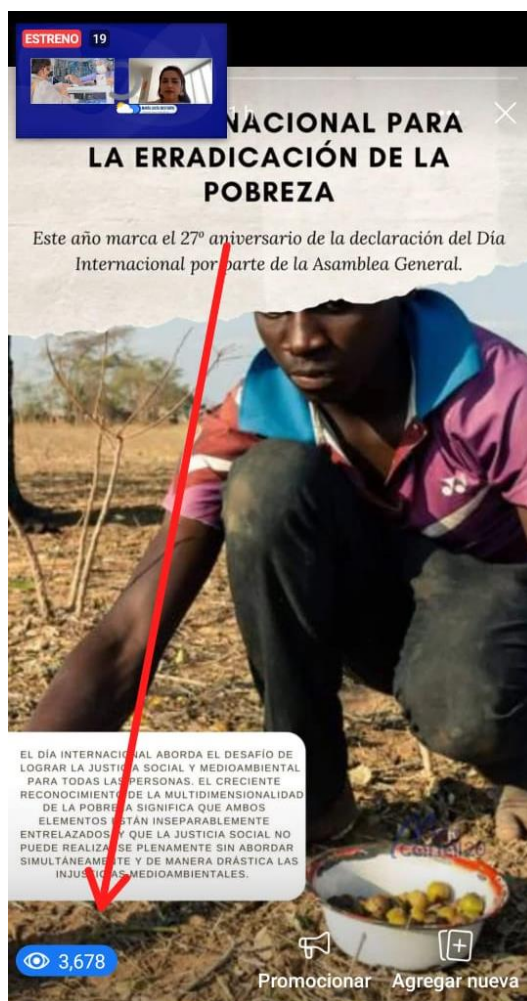 ESTRENO 19
1 h
NACIONAL PARA
LA ERRADICACIÓN DE LA
POBREZA
Este año marca el 27º aniversario de la declaración del Día
Internacional por parte de la Asamblea General.
EL DÍA INTERNACIONAL ABORDA EL DESAFÍO DE
LOGRAR LA JUSTICIA SOCIAL Y MEDIOAMBIENTAL
PARA TODAS LAS PERSONAS. EL CRECIENTE
RECONOCIMIENTO DE LA MULTIDIMENSIONALIDAD
DE LA POBREZA SIGNIFICA QUE AMBOS
ELEMENTOS ESTÁN INSEPARABLEMENTE
ENTRELAZADOS Y QUE LA JUSTICIA SOCIAL NO
PUEDE REALIZARSE PLENAMENTE SIN ABORDAR
SIMULTÁNEAMENTE Y DE MANERA DRÁSTICA LAS
INJUSTICIAS MEDIOAMBIENTALES.
3,678
Promocionar Agregar nueva